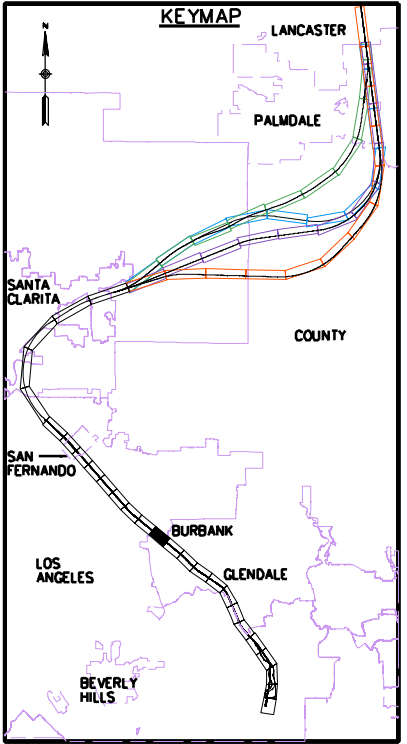 KEYMAP
N
LANCASTER
PALMDALE
SANTA
CLARITA
COUNTY
SAN
FERNANDO
BURBANK
LOS
ANGELES
GLENDALE
BEVERLY
HILLS